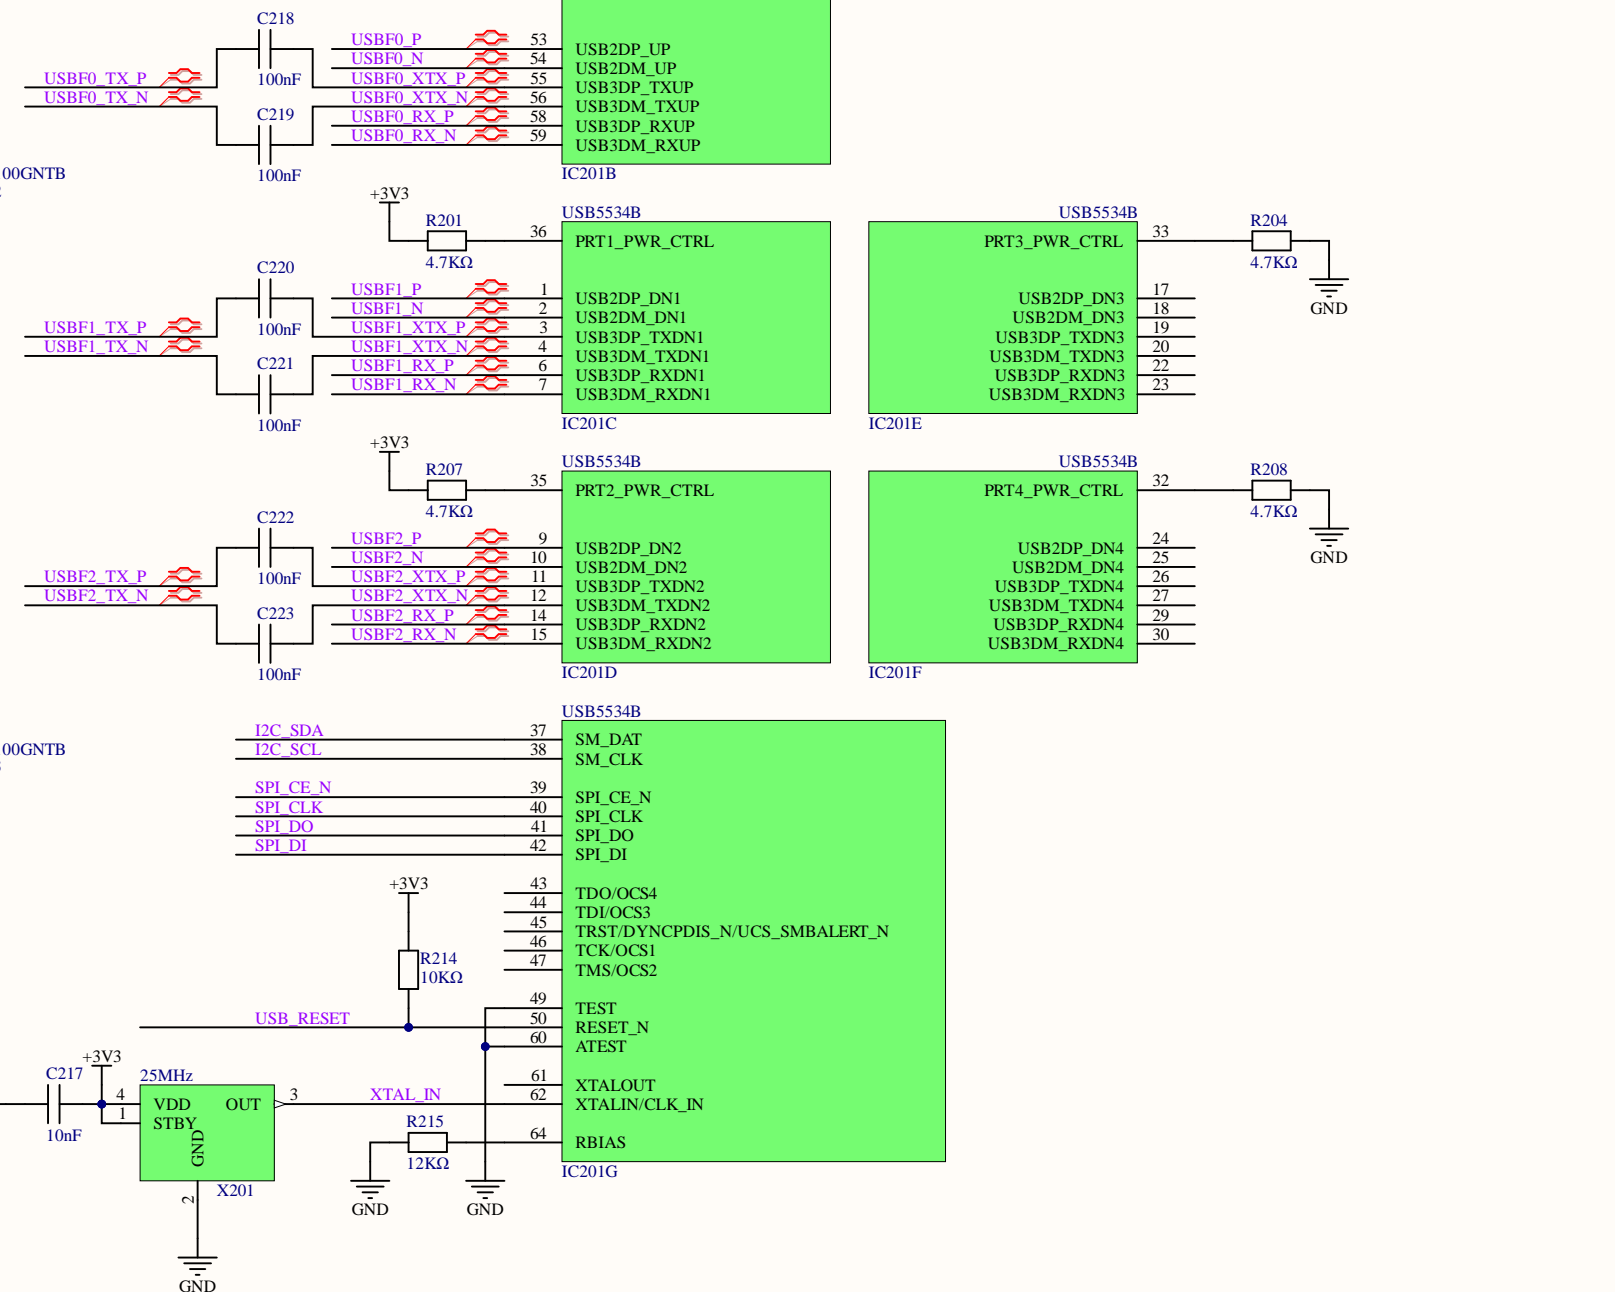 C218
100nF
USBF0_TX_P
USBF0_TX_N
C219
100nF
USBF0_P
USBF0_N
USBF0_XTX_P
USBF0_XTX_N
USBF0_RX_P
USBF0_RX_N
53
54
55
56
58
59
USB2DP_UP
USB2DM_UP
USB3DP_TXUP
USB3DM_TXUP
USB3DP_RXUP
USB3DM_RXUP
IC201B
00GNTB
+3V3
R201
4.7KΩ
36
USB5534B
PRT1_PWR_CTRL
C220
100nF
USBF1_TX_P
USBF1_TX_N
C221
100nF
USBF1_P
USBF1_N
USBF1_XTX_P
USBF1_XTX_N
USBF1_RX_P
USBF1_RX_N
1
2
3
4
6
7
USB2DP_DN1
USB2DM_DN1
USB3DP_TXDN1
USB3DM_TXDN1
USB3DP_RXDN1
USB3DM_RXDN1
IC201C
USB5534B
PRT3_PWR_CTRL
33
R204
4.7KΩ
GND
USB2DP_DN3
USB2DM_DN3
USB3DP_TXDN3
USB3DM_TXDN3
USB3DP_RXDN3
USB3DM_RXDN3
17
18
19
20
22
23
IC201E
+3V3
R207
4.7KΩ
35
USB5534B
PRT2_PWR_CTRL
C222
100nF
USBF2_TX_P
USBF2_TX_N
C223
100nF
USBF2_P
USBF2_N
USBF2_XTX_P
USBF2_XTX_N
USBF2_RX_P
USBF2_RX_N
9
10
11
12
14
15
USB2DP_DN2
USB2DM_DN2
USB3DP_TXDN2
USB3DM_TXDN2
USB3DP_RXDN2
USB3DM_RXDN2
IC201D
USB5534B
PRT4_PWR_CTRL
32
R208
4.7KΩ
GND
USB2DP_DN4
USB2DM_DN4
USB3DP_TXDN4
USB3DM_TXDN4
USB3DP_RXDN4
USB3DM_RXDN4
24
25
26
27
29
30
IC201F
00GNTB
USB5534B
I2C_SDA
37
SM_DAT
I2C_SCL
38
SM_CLK
SPI_CE_N
39
SPI_CE_N
SPI_CLK
40
SPI_CLK
SPI_DO
41
SPI_DO
SPI_DI
42
SPI_DI
43
TDO/OCS4
44
TDI/OCS3
45
TRST/DYNCPDIS_N/UCS_SMBALERT_N
46
TCK/OCS1
47
TMS/OCS2
+3V3
R214
10KΩ
49
TEST
USB_RESET
50
RESET_N
60
ATEST
61
XTALOUT
XTAL_IN
62
XTALIN/CLK_IN
R215
12KΩ
64
RBIAS
IC201G
GND
GND
C217
10nF
+3V3
25MHz
4
VDD
1
STBY
OUT
3
GND
X201
2
GND